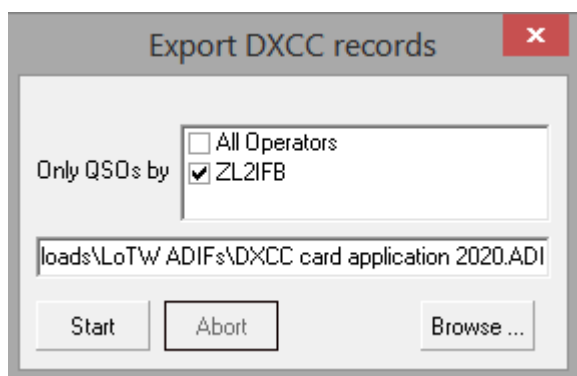 Export DXCC records
x
All Operators
Only QSOs by
ZL2IFB
loads\LoTW ADIFs\DXCC card application 2020.ADI
Start Abort Browse ...